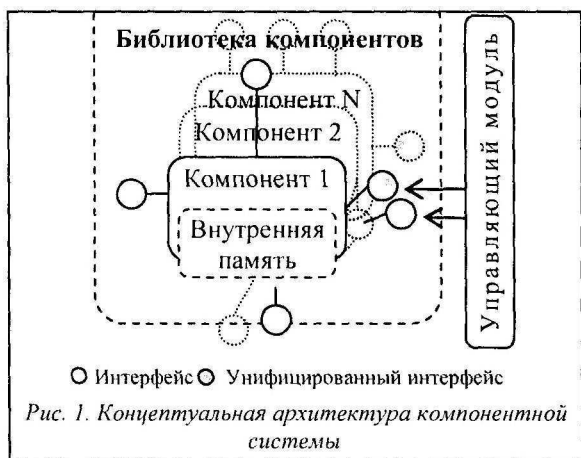 Библиотека компонентов
Компонент N
Компонент 2
Компонент 1
Внутренняя
память
Управляющий модуль
Интерфейс Унифицированный интерфейс
Рис. 1. Концептуальная архитектура компонентной
системы